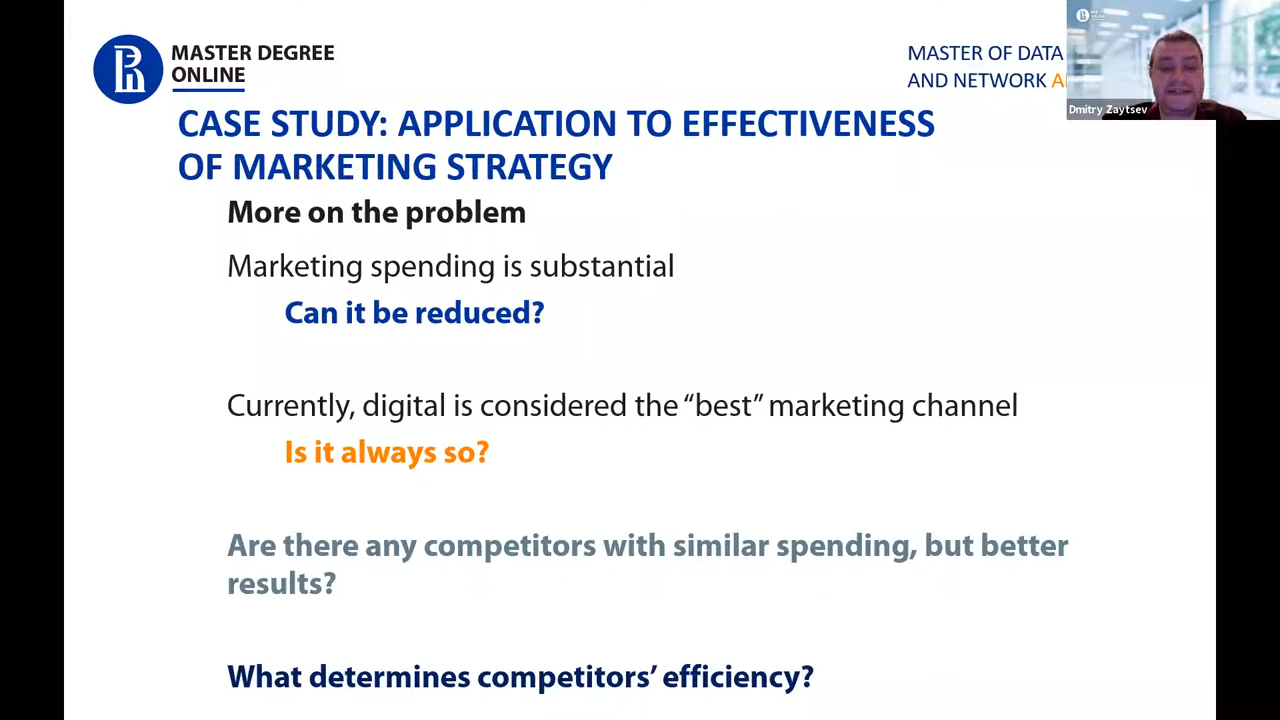 MASTER DEGREE
ONLINE
MASTER OF DATA
AND NETWORK
Dmitry Zaytsev
CASE STUDY: APPLICATION TO EFFECTIVENESS
OF MARKETING STRATEGY
More on the problem
Marketing spending is substantial
Can it be reduced?
Currently, digital is considered the “best” marketing channel
Is it always so?
Are there any competitors with similar spending, but better
results?
What determines competitors’ efficiency?